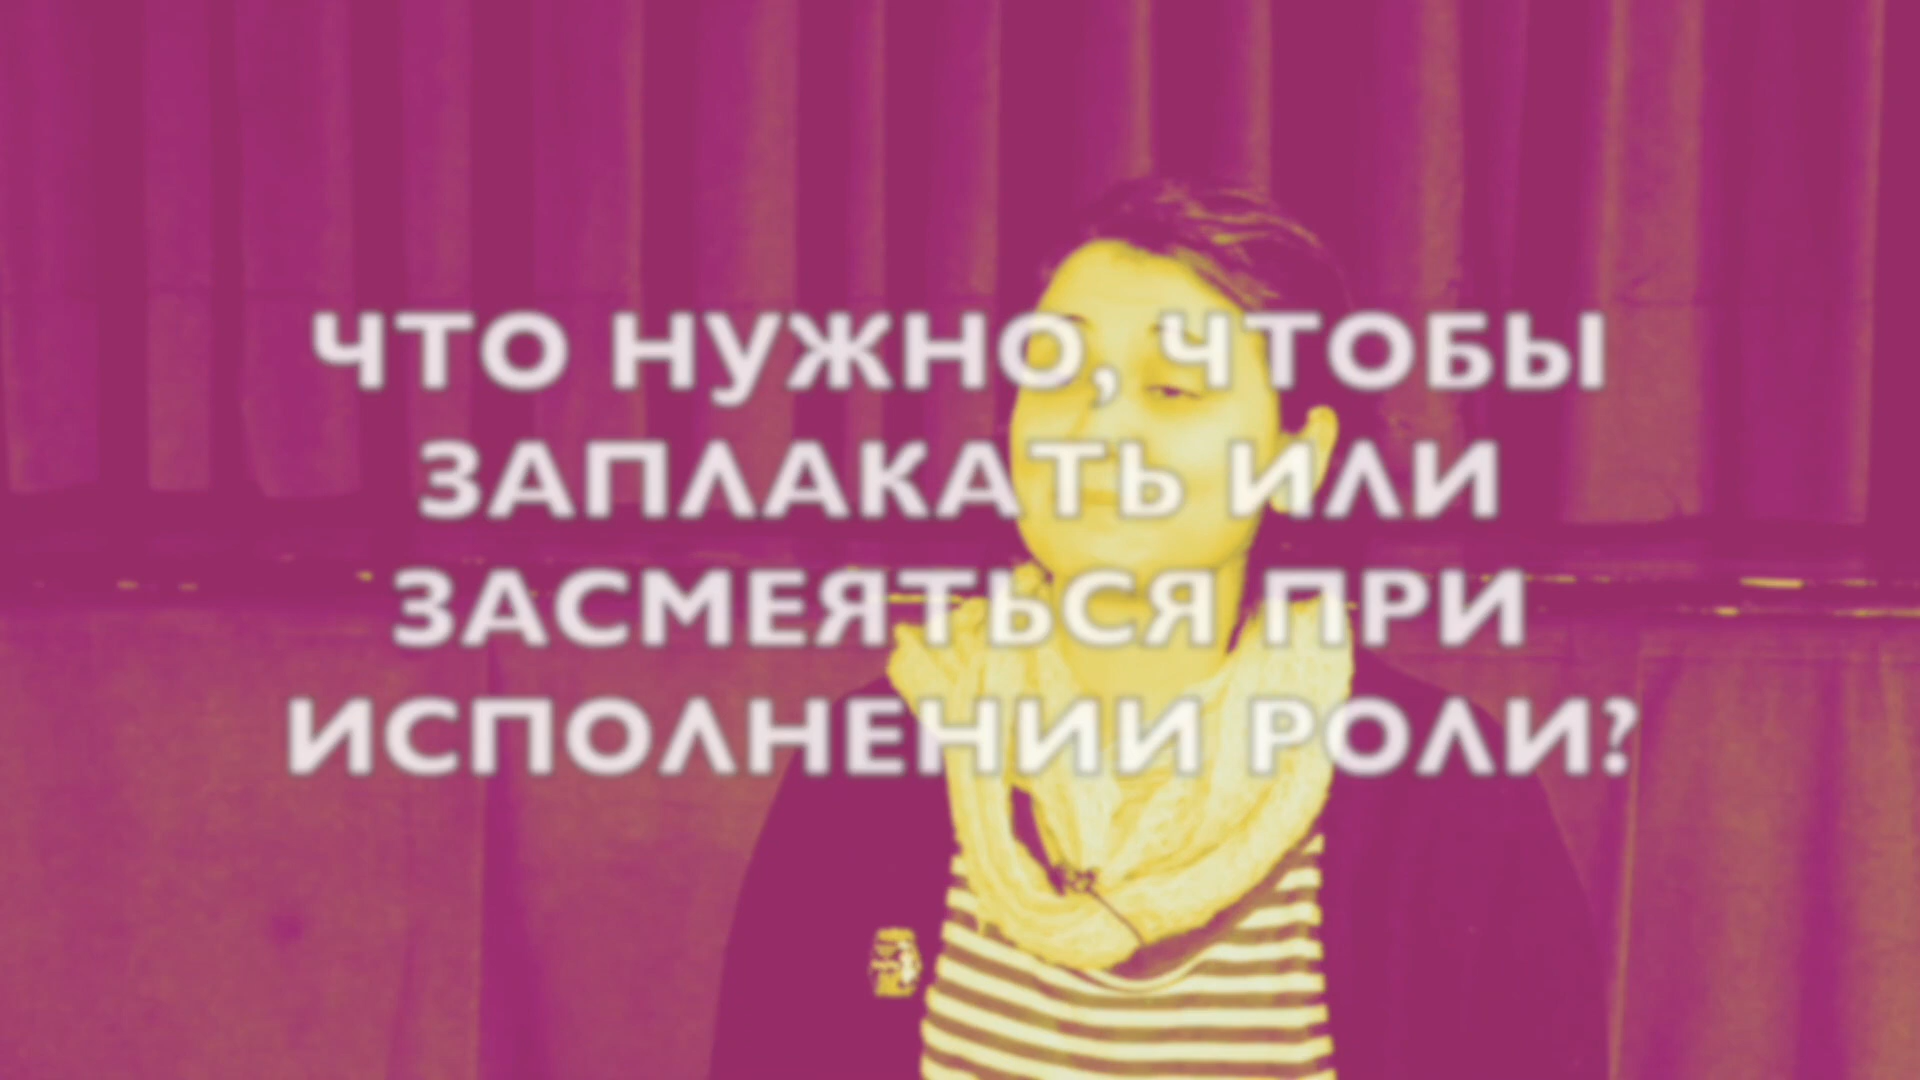 ЧТО НУЖНО, ЧТОБЫ
ЗАПЛАКАТЬ ИЛИ
ЗАСМЕЯТЬСЯ ПРИ
ИСПОЛНЕНИИ РОЛИ?